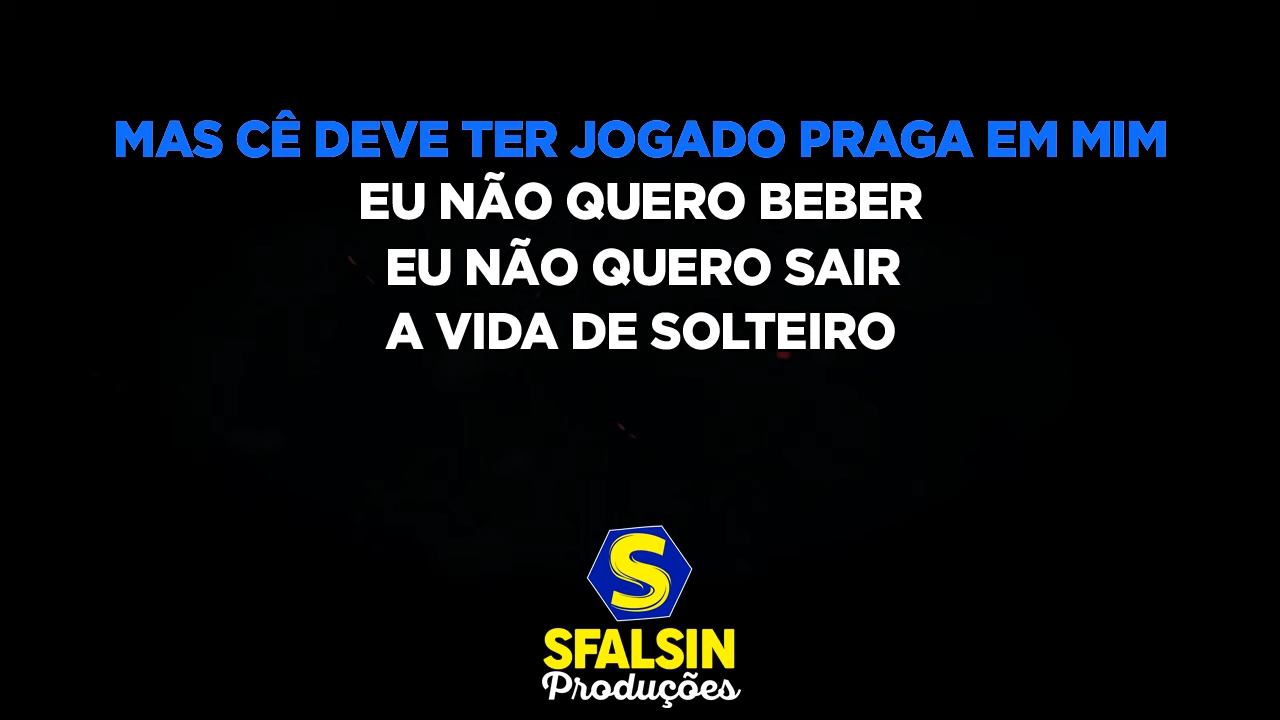 MAS CÊ DEVE TER JOGADO PRAGA EM MIM
EU NÃO QUERO BEBER
EU NÃO QUERO SAIR
A VIDA DE SOLTEIRO
S
SFALSIN
Produções